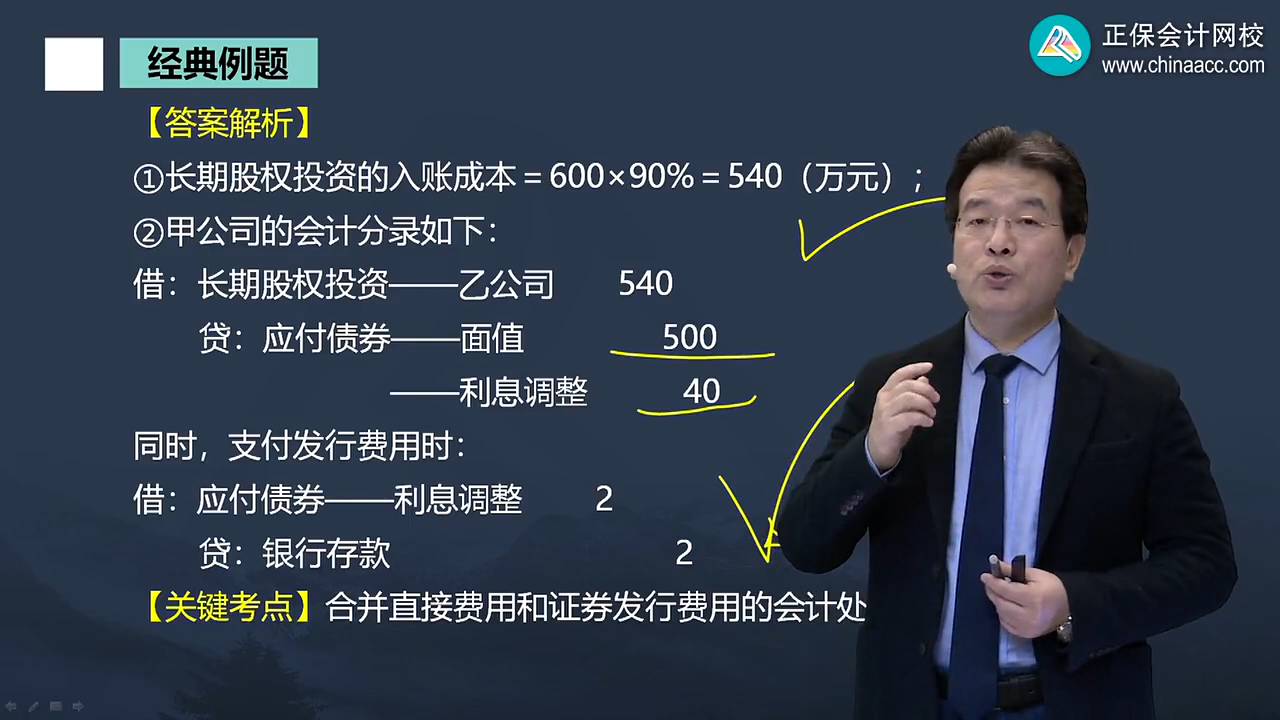 经典例题
正保会计网校
www.chinaacc.com
【答案解析】
①长期股权投资的入账成本＝600×90%＝540（万元）；
②甲公司的会计分录如下：
借：长期股权投资——乙公司 540
贷：应付债券——面值 500
——利息调整 40
同时，支付发行费用时：
借：应付债券——利息调整 2
贷：银行存款 2
【关键考点】合并直接费用和证券发行费用的会计处